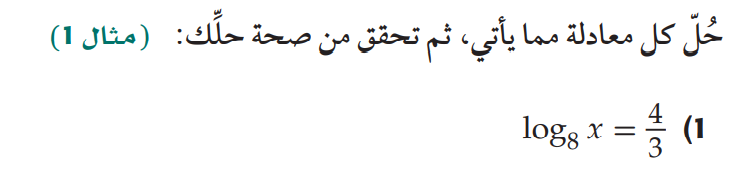 حُلّ كل معادلة مما يأتي، ثم تحقق من صحة حلِّك: (مثال 1)
1) log₈ x = 4/3